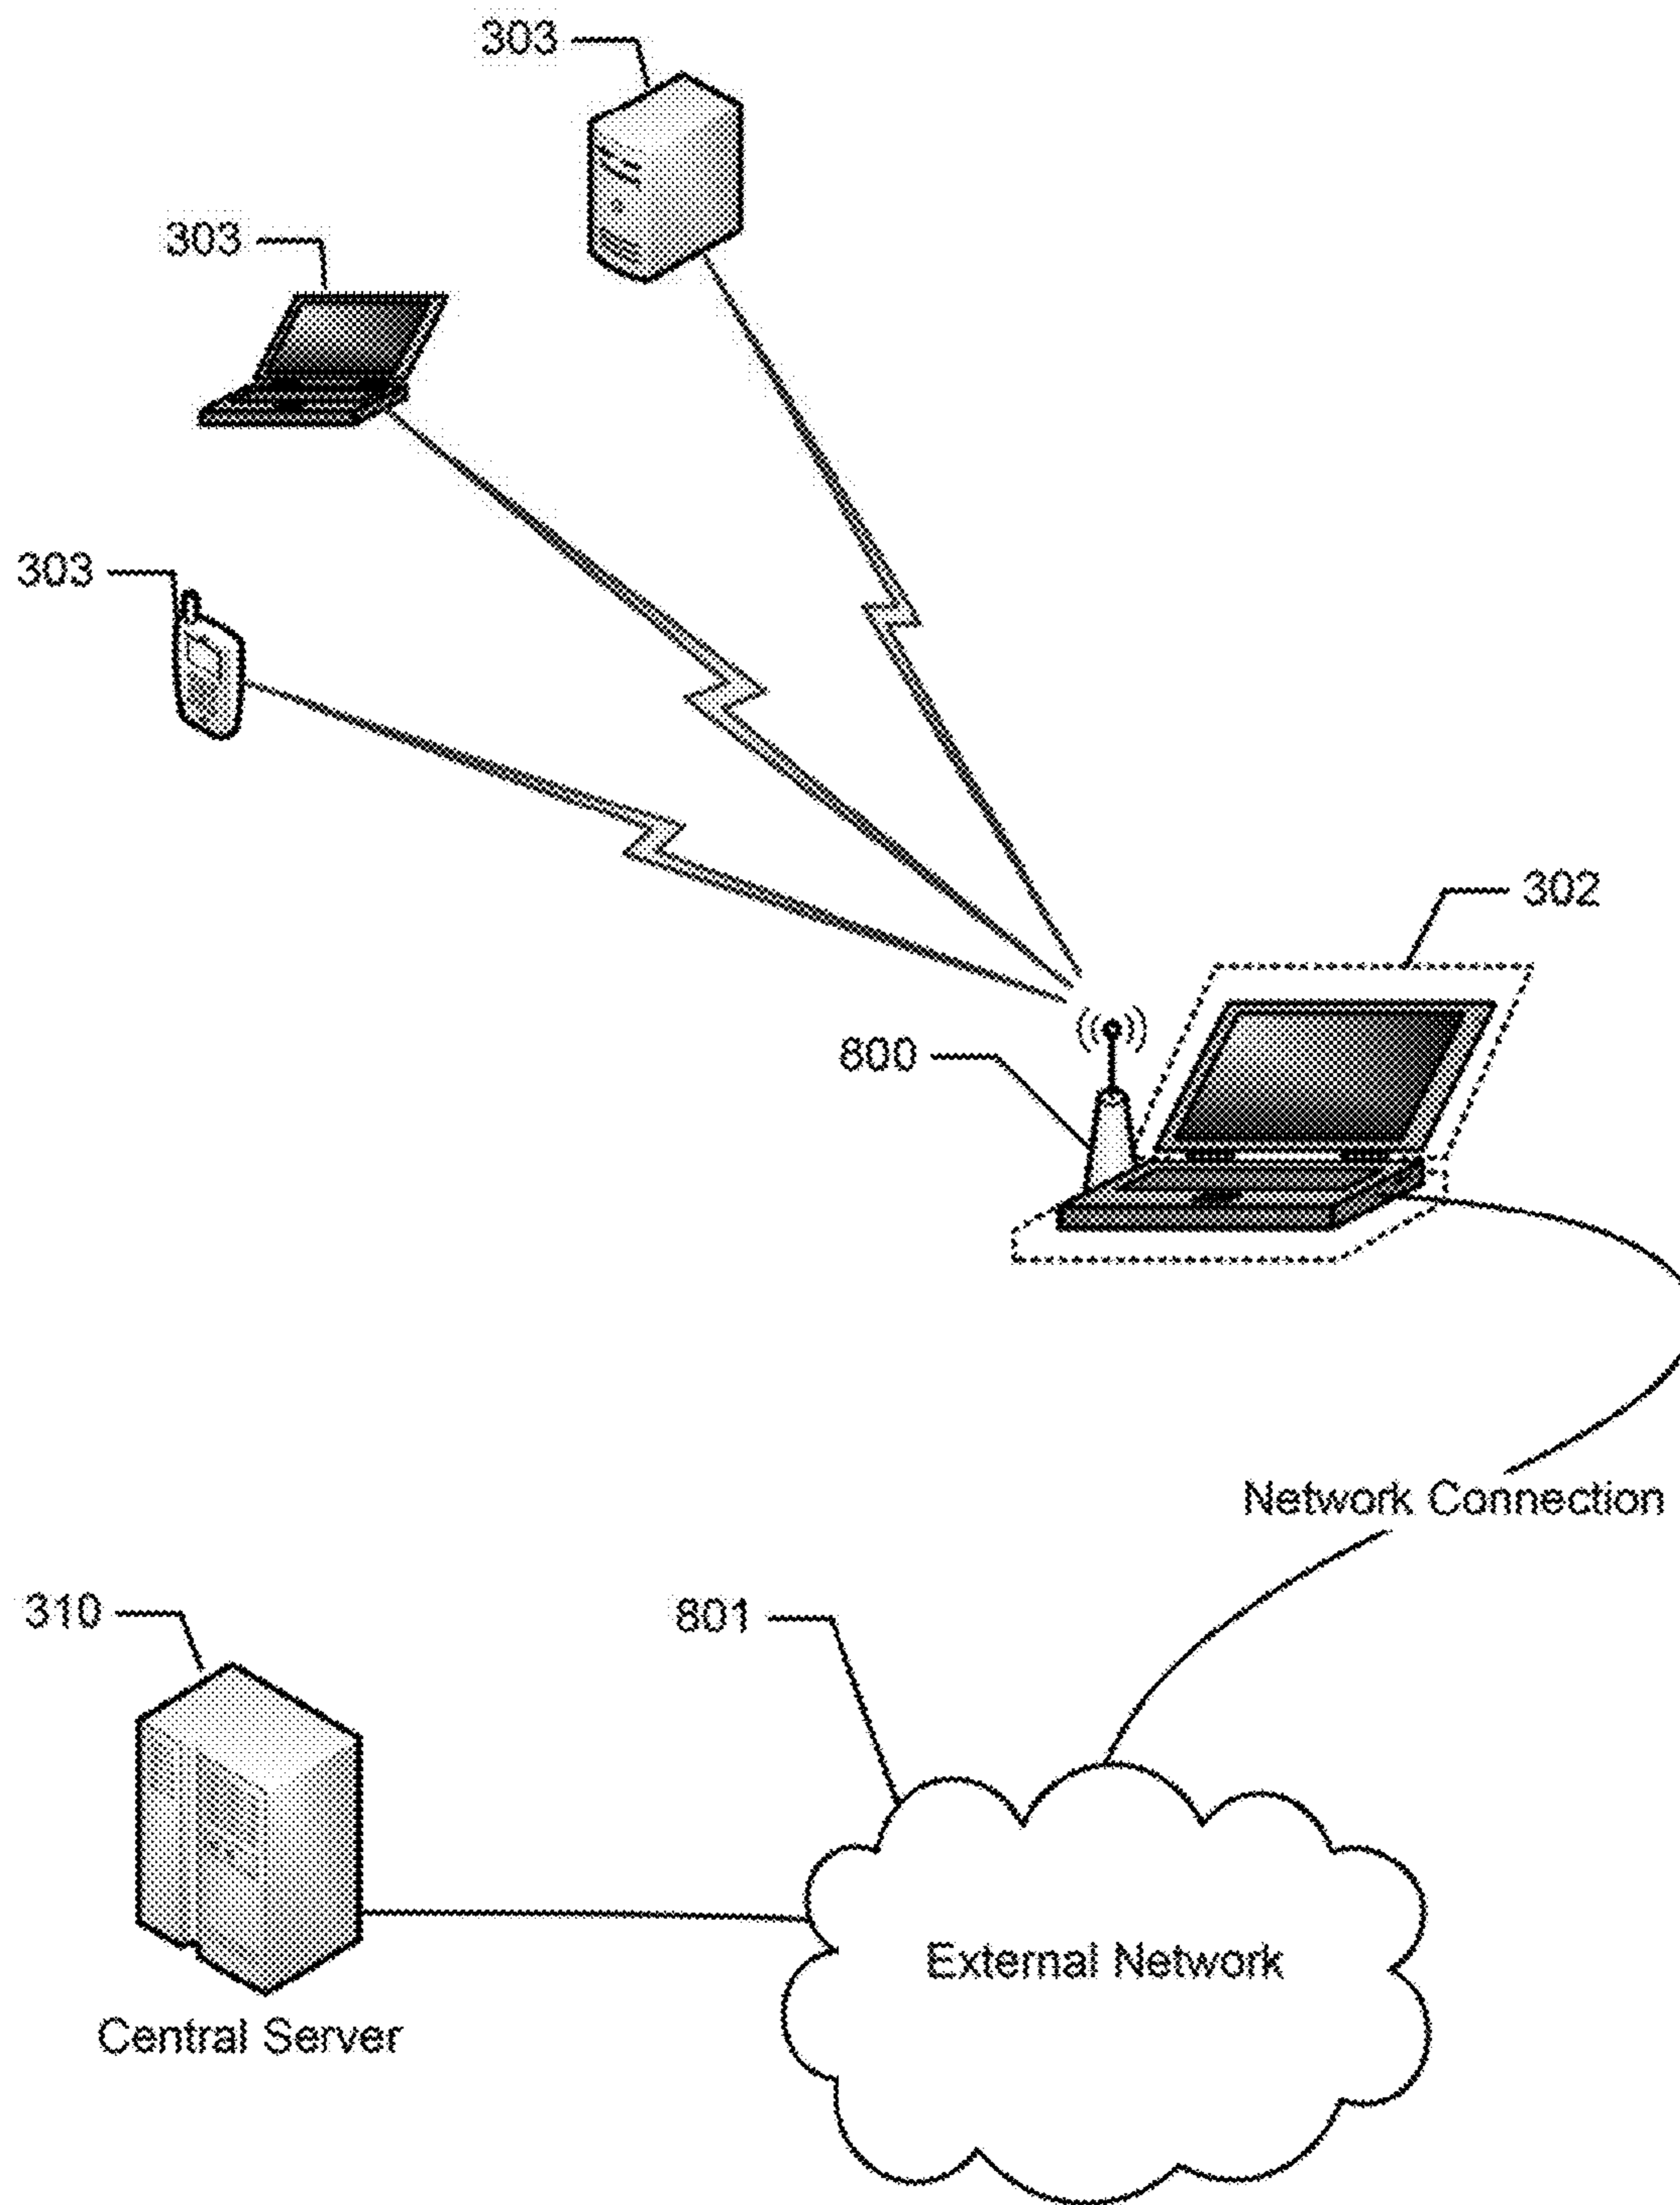 303
303
303
302
800
Network Connection
310
801
External Network
Central Server